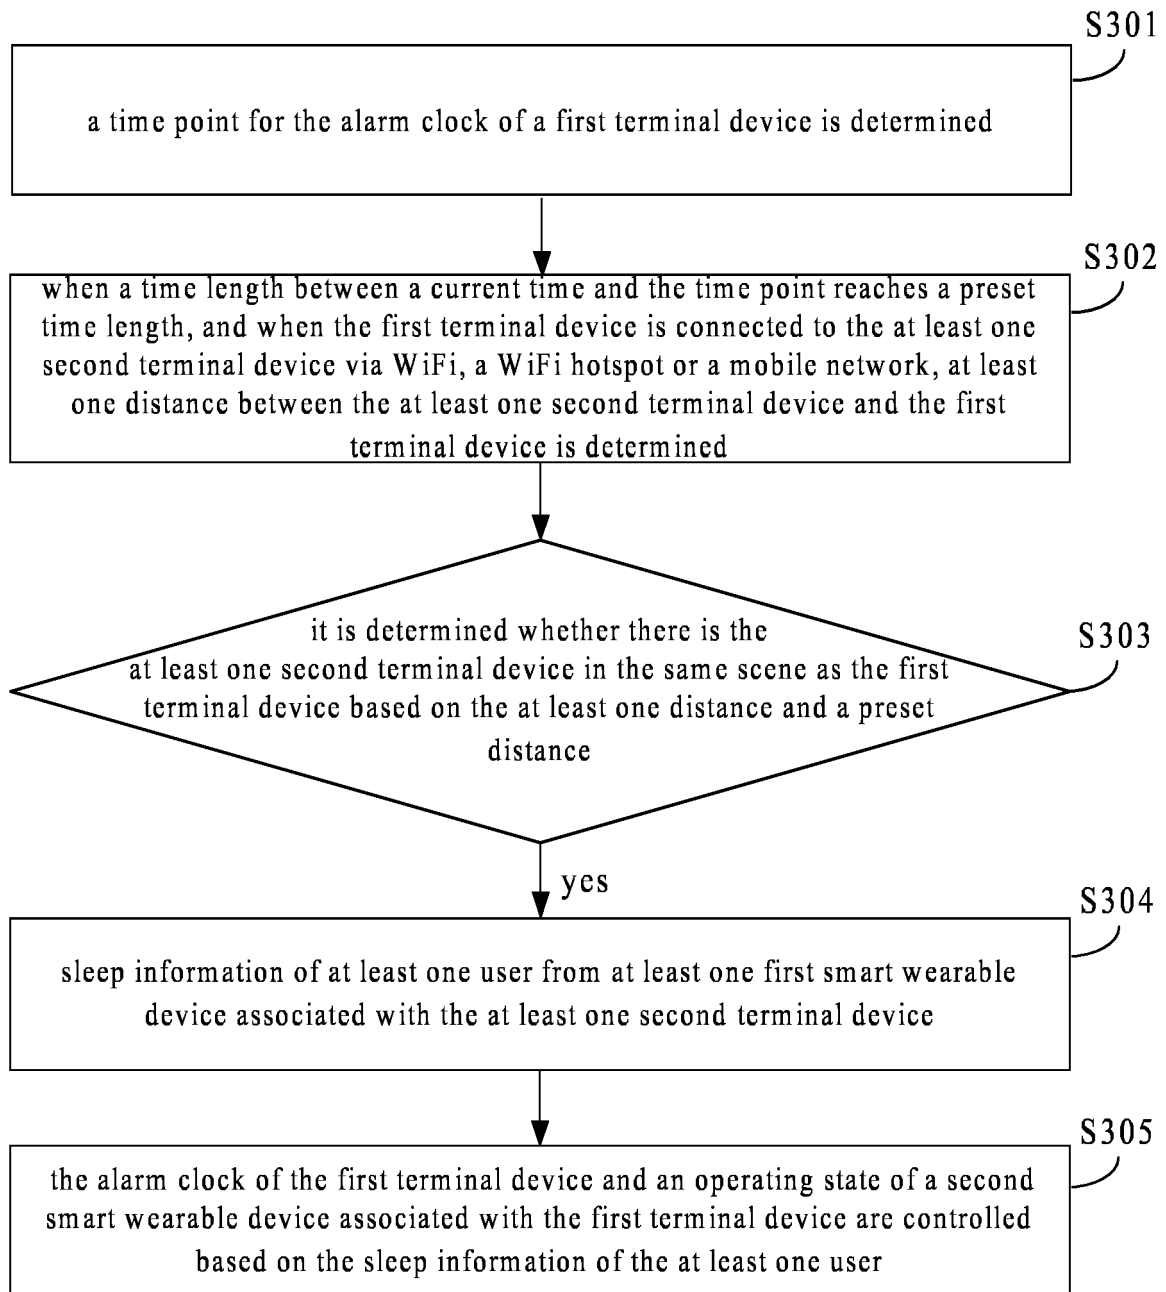 S301
a time point for the alarm clock of a first terminal device is determined
S302
when a time length between a current time and the time point reaches a preset
time length, and when the first terminal device is connected to the at least one
second terminal device via WiFi, a WiFi hotspot or a mobile network, at least
one distance between the at least one second terminal device and the first
terminal device is determined
S303
it is determined whether there is the
at least one second terminal device in the same scene as the first
terminal device based on the at least one distance and a preset
distance
yes
S304
sleep information of at least one user from at least one first smart wearable
device associated with the at least one second terminal device
S305
the alarm clock of the first terminal device and an operating state of a second
smart wearable device associated with the first terminal device are controlled
based on the sleep information of the at least one user